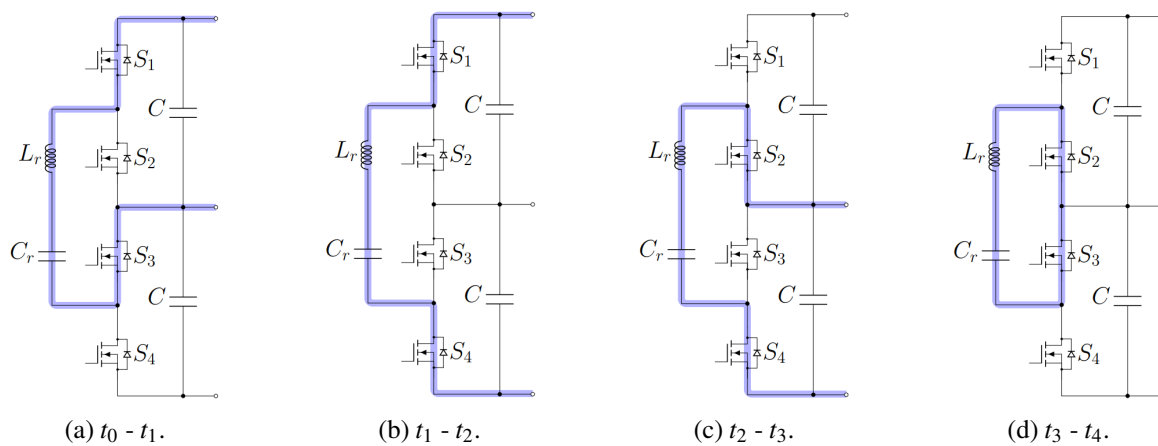 S₁
C
Lᵣ
S₂
Cᵣ
S₃
C
S₄
(a) t₀ - t₁.
S₁
C
Lᵣ
S₂
Cᵣ
S₃
C
S₄
(b) t₁ - t₂.
S₁
C
Lᵣ
S₂
Cᵣ
S₃
C
S₄
(c) t₂ - t₃.
S₁
C
Lᵣ
S₂
Cᵣ
S₃
C
S₄
(d) t₃ - t₄.